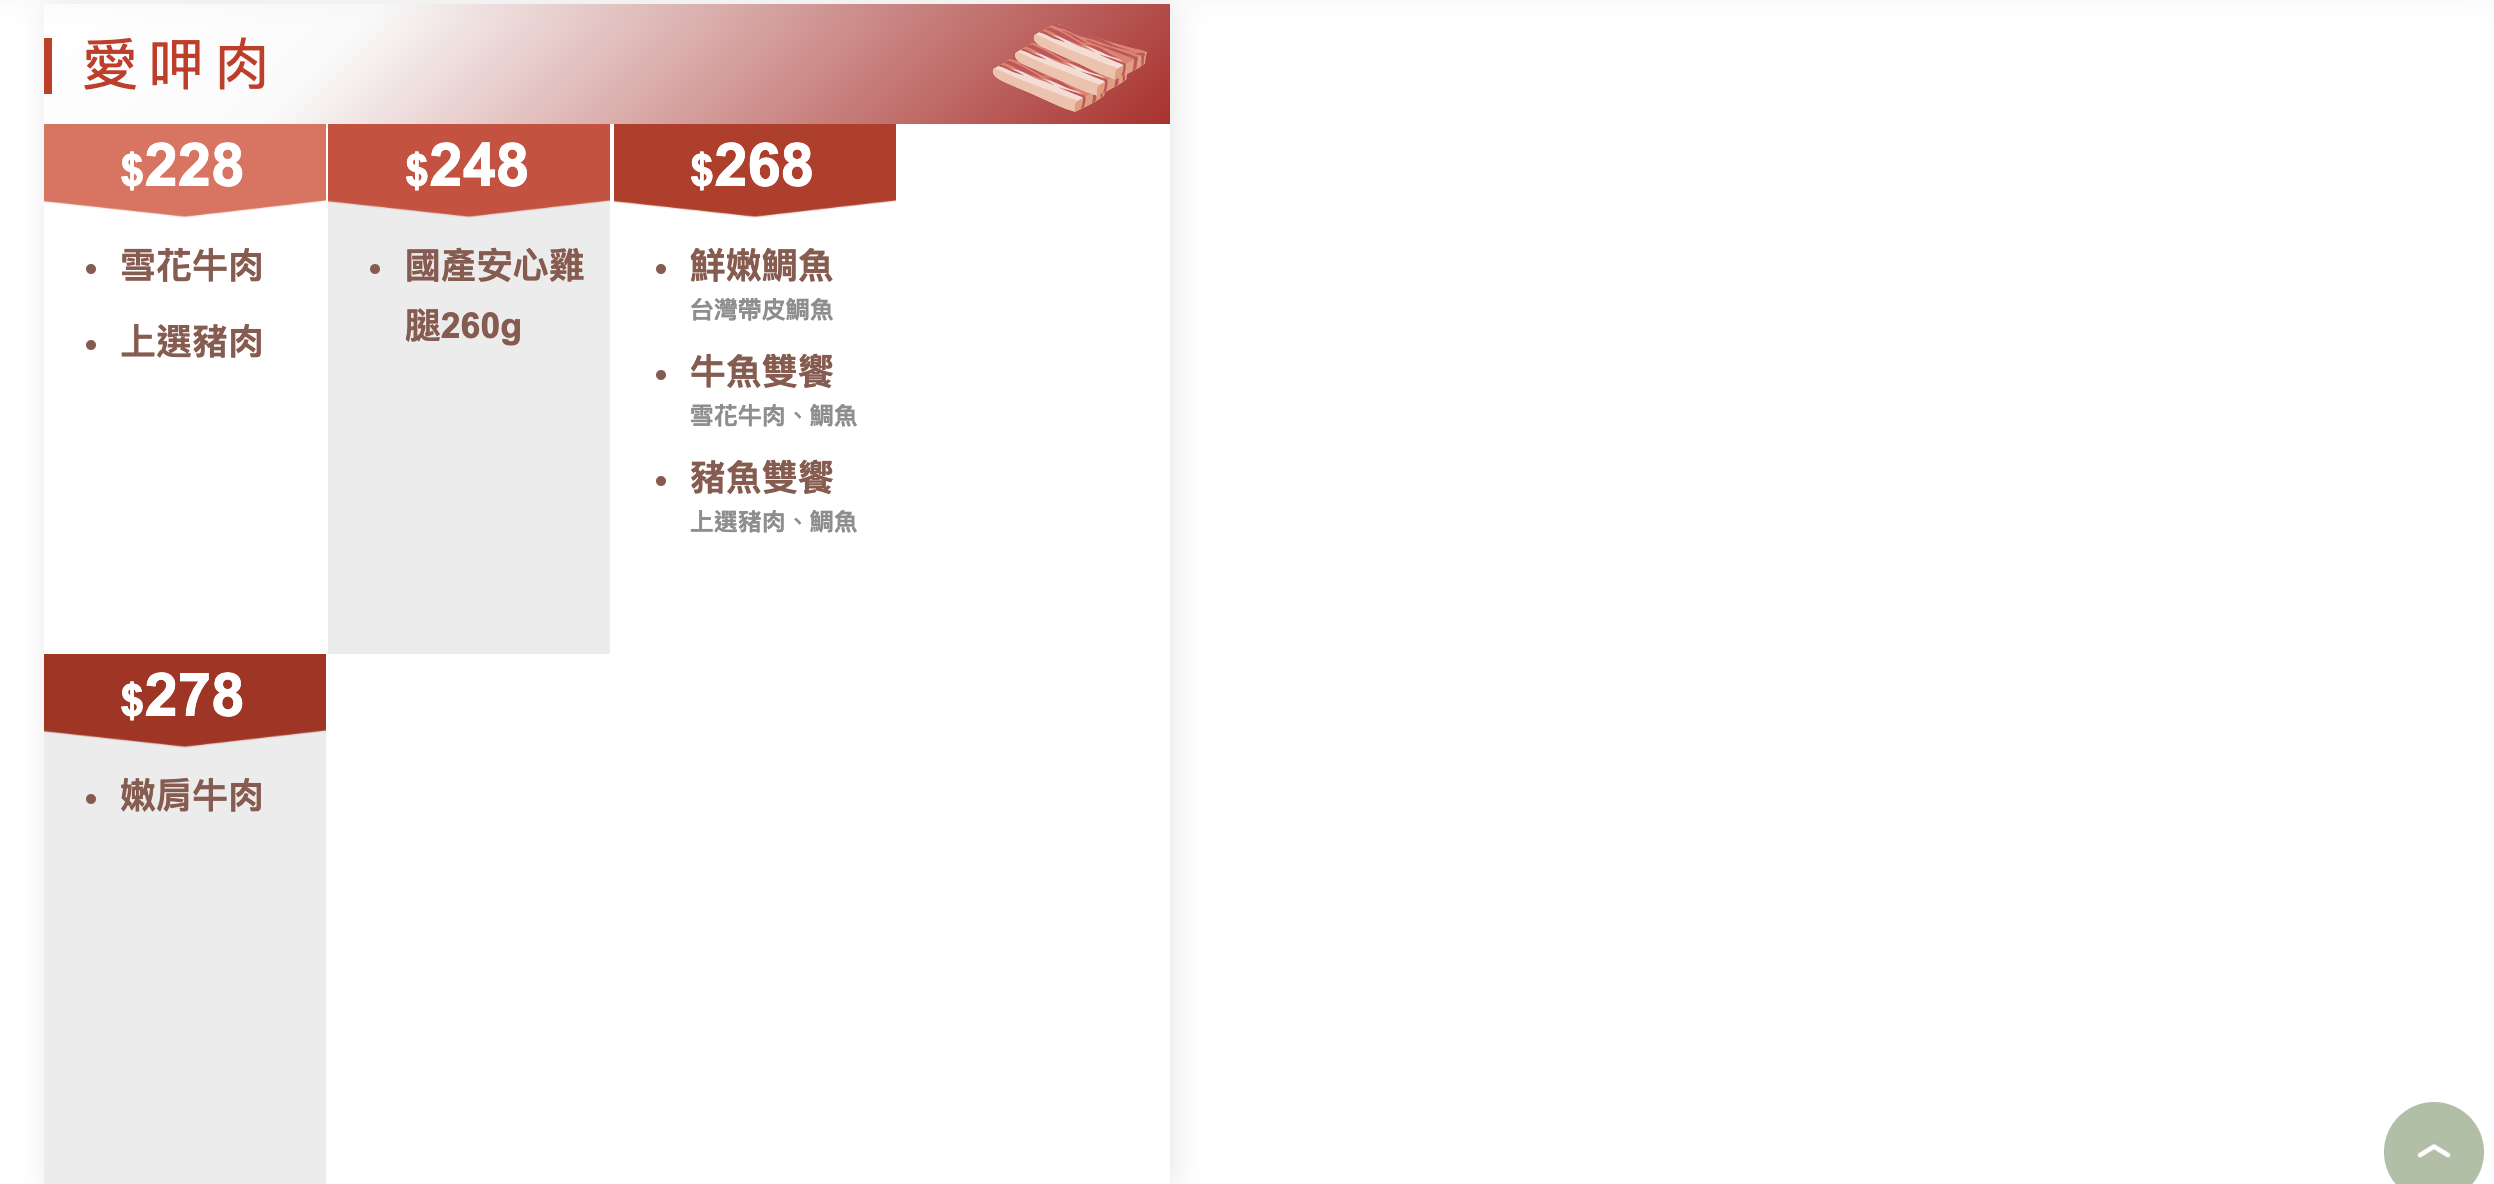 愛呷肉
$228
雪花牛肉
上選豬肉
$248
國產安心雞
腿260g
$268
鮮嫩鯛魚
台灣帶皮鯛魚
牛魚雙饗
雪花牛肉、鯛魚
豬魚雙饗
上選豬肉、鯛魚
$278
嫩肩牛肉